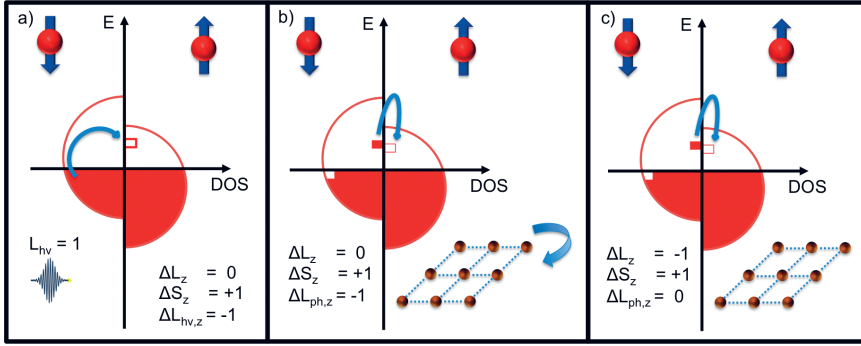 a)
E
DOS
L_hν = 1
ΔL_z = 0
ΔS_z = +1
ΔL_hν,z = -1
b)
E
DOS
ΔL_z = 0
ΔS_z = +1
ΔL_ph,z = -1
c)
E
DOS
ΔL_z = -1
ΔS_z = +1
ΔL_ph,z = 0